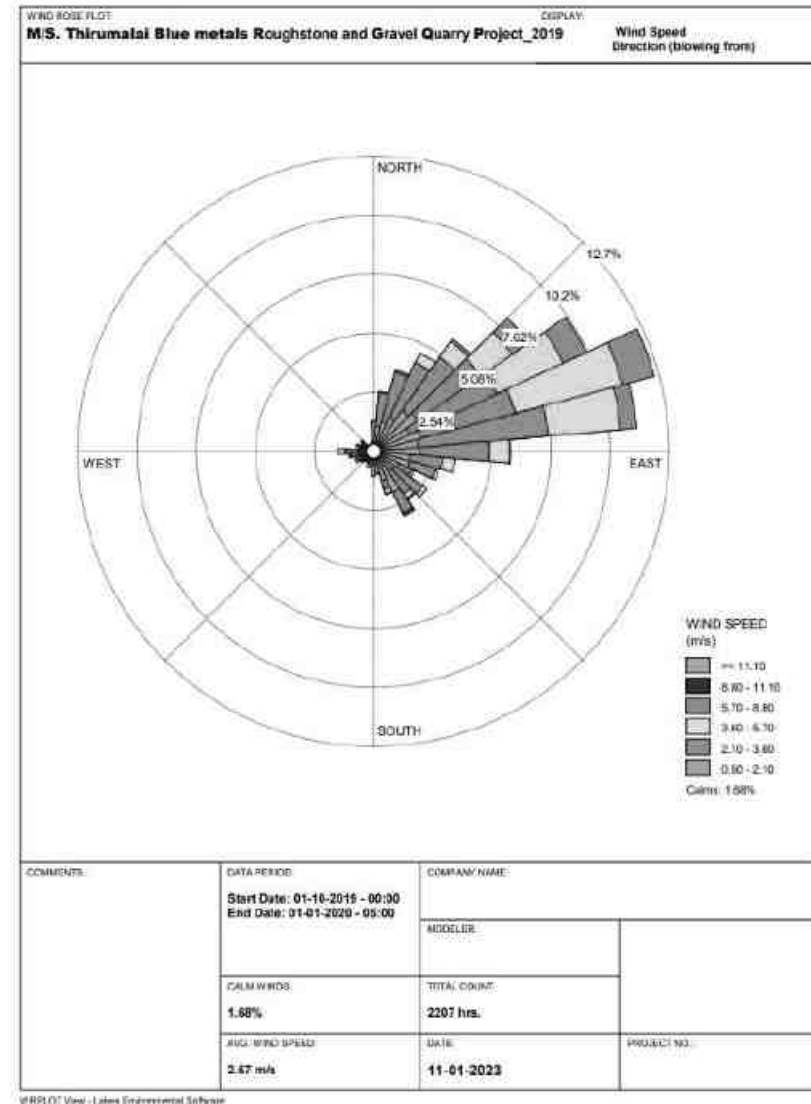 WIND ROSE PLOT:
DISPLAY:
M/S. Thirumalai Blue metals Roughstone and Gravel Quarry Project_2019
Wind Speed
Direction (blowing from)
NORTH
12.7%
10.2%
7.62%
5.08%
2.54%
WEST
EAST
SOUTH
WIND SPEED
(m/s)
>= 11.10
8.80 - 11.10
5.70 - 8.80
3.60 - 5.70
2.10 - 3.60
0.50 - 2.10
Calms: 1.68%
COMMENTS:
DATA PERIOD:
Start Date: 01-10-2019 - 00:00
End Date: 01-01-2020 - 05:00
COMPANY NAME:
MODELER:
CALM WINDS:
1.68%
TOTAL COUNT:
2207 hrs.
AVG. WIND SPEED:
2.67 m/s
DATE:
11-01-2023
PROJECT NO.:
WRPLOT View - Lakes Environmental Software